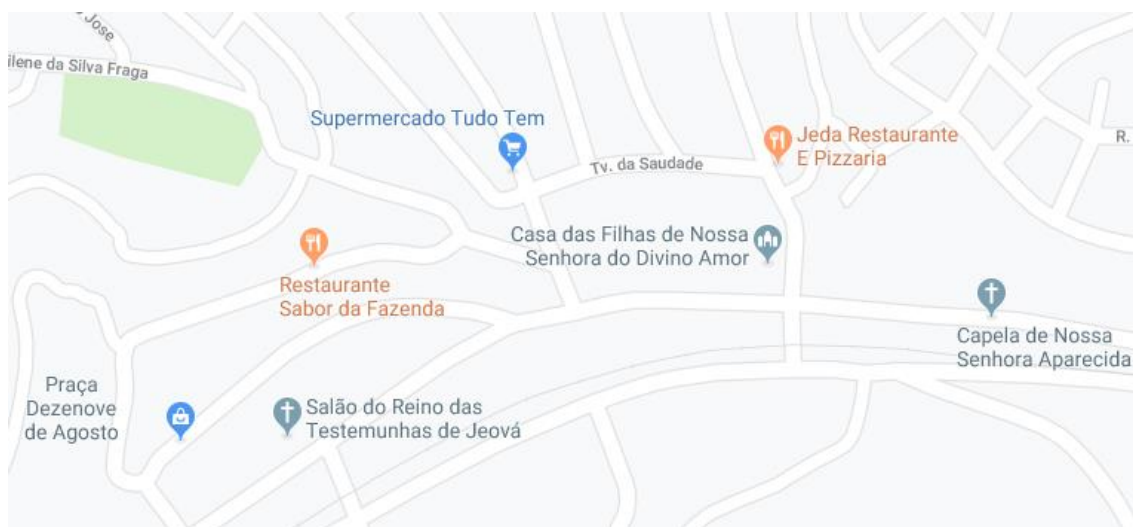 Jose
ilene da Silva Fraga
Supermercado Tudo Tem
Jeda Restaurante
E Pizzaria
R.
Tv. da Saudade
Casa das Filhas de Nossa
Senhora do Divino Amor
Restaurante
Sabor da Fazenda
Capela de Nossa
Senhora Aparecida
Praça
Dezenove
de Agosto
Salão do Reino das
Testemunhas de Jeová